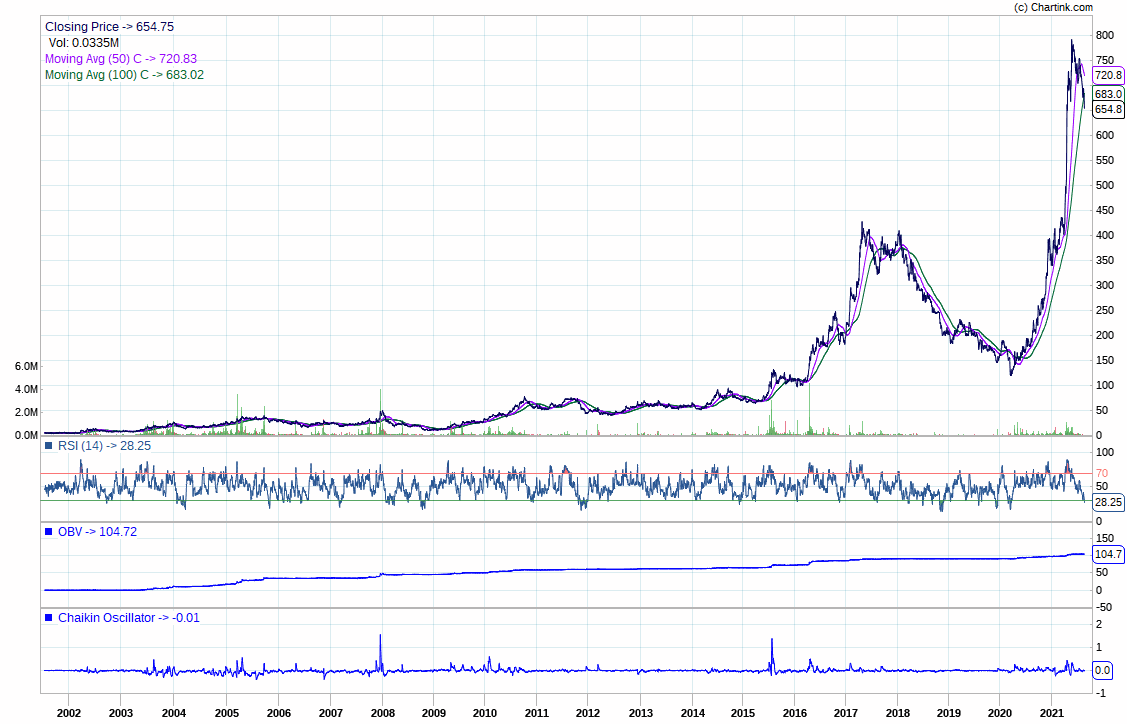 (c) Chartink.com
Closing Price -> 654.75
Vol: 0.0335M
Moving Avg (50) C -> 720.83
Moving Avg (100) C -> 683.02
800
750
720.8
683.0
654.8
600
550
500
450
400
350
300
250
200
150
100
50
0
6.0M
4.0M
2.0M
0.0M
RSI (14) -> 28.25
100
70
50
28.25
0
OBV -> 104.72
150
104.7
50
0
-50
Chaikin Oscillator -> -0.01
2
1
0.0
-1
2002 2003 2004 2005 2006 2007 2008 2009 2010 2011 2012 2013 2014 2015 2016 2017 2018 2019 2020 2021